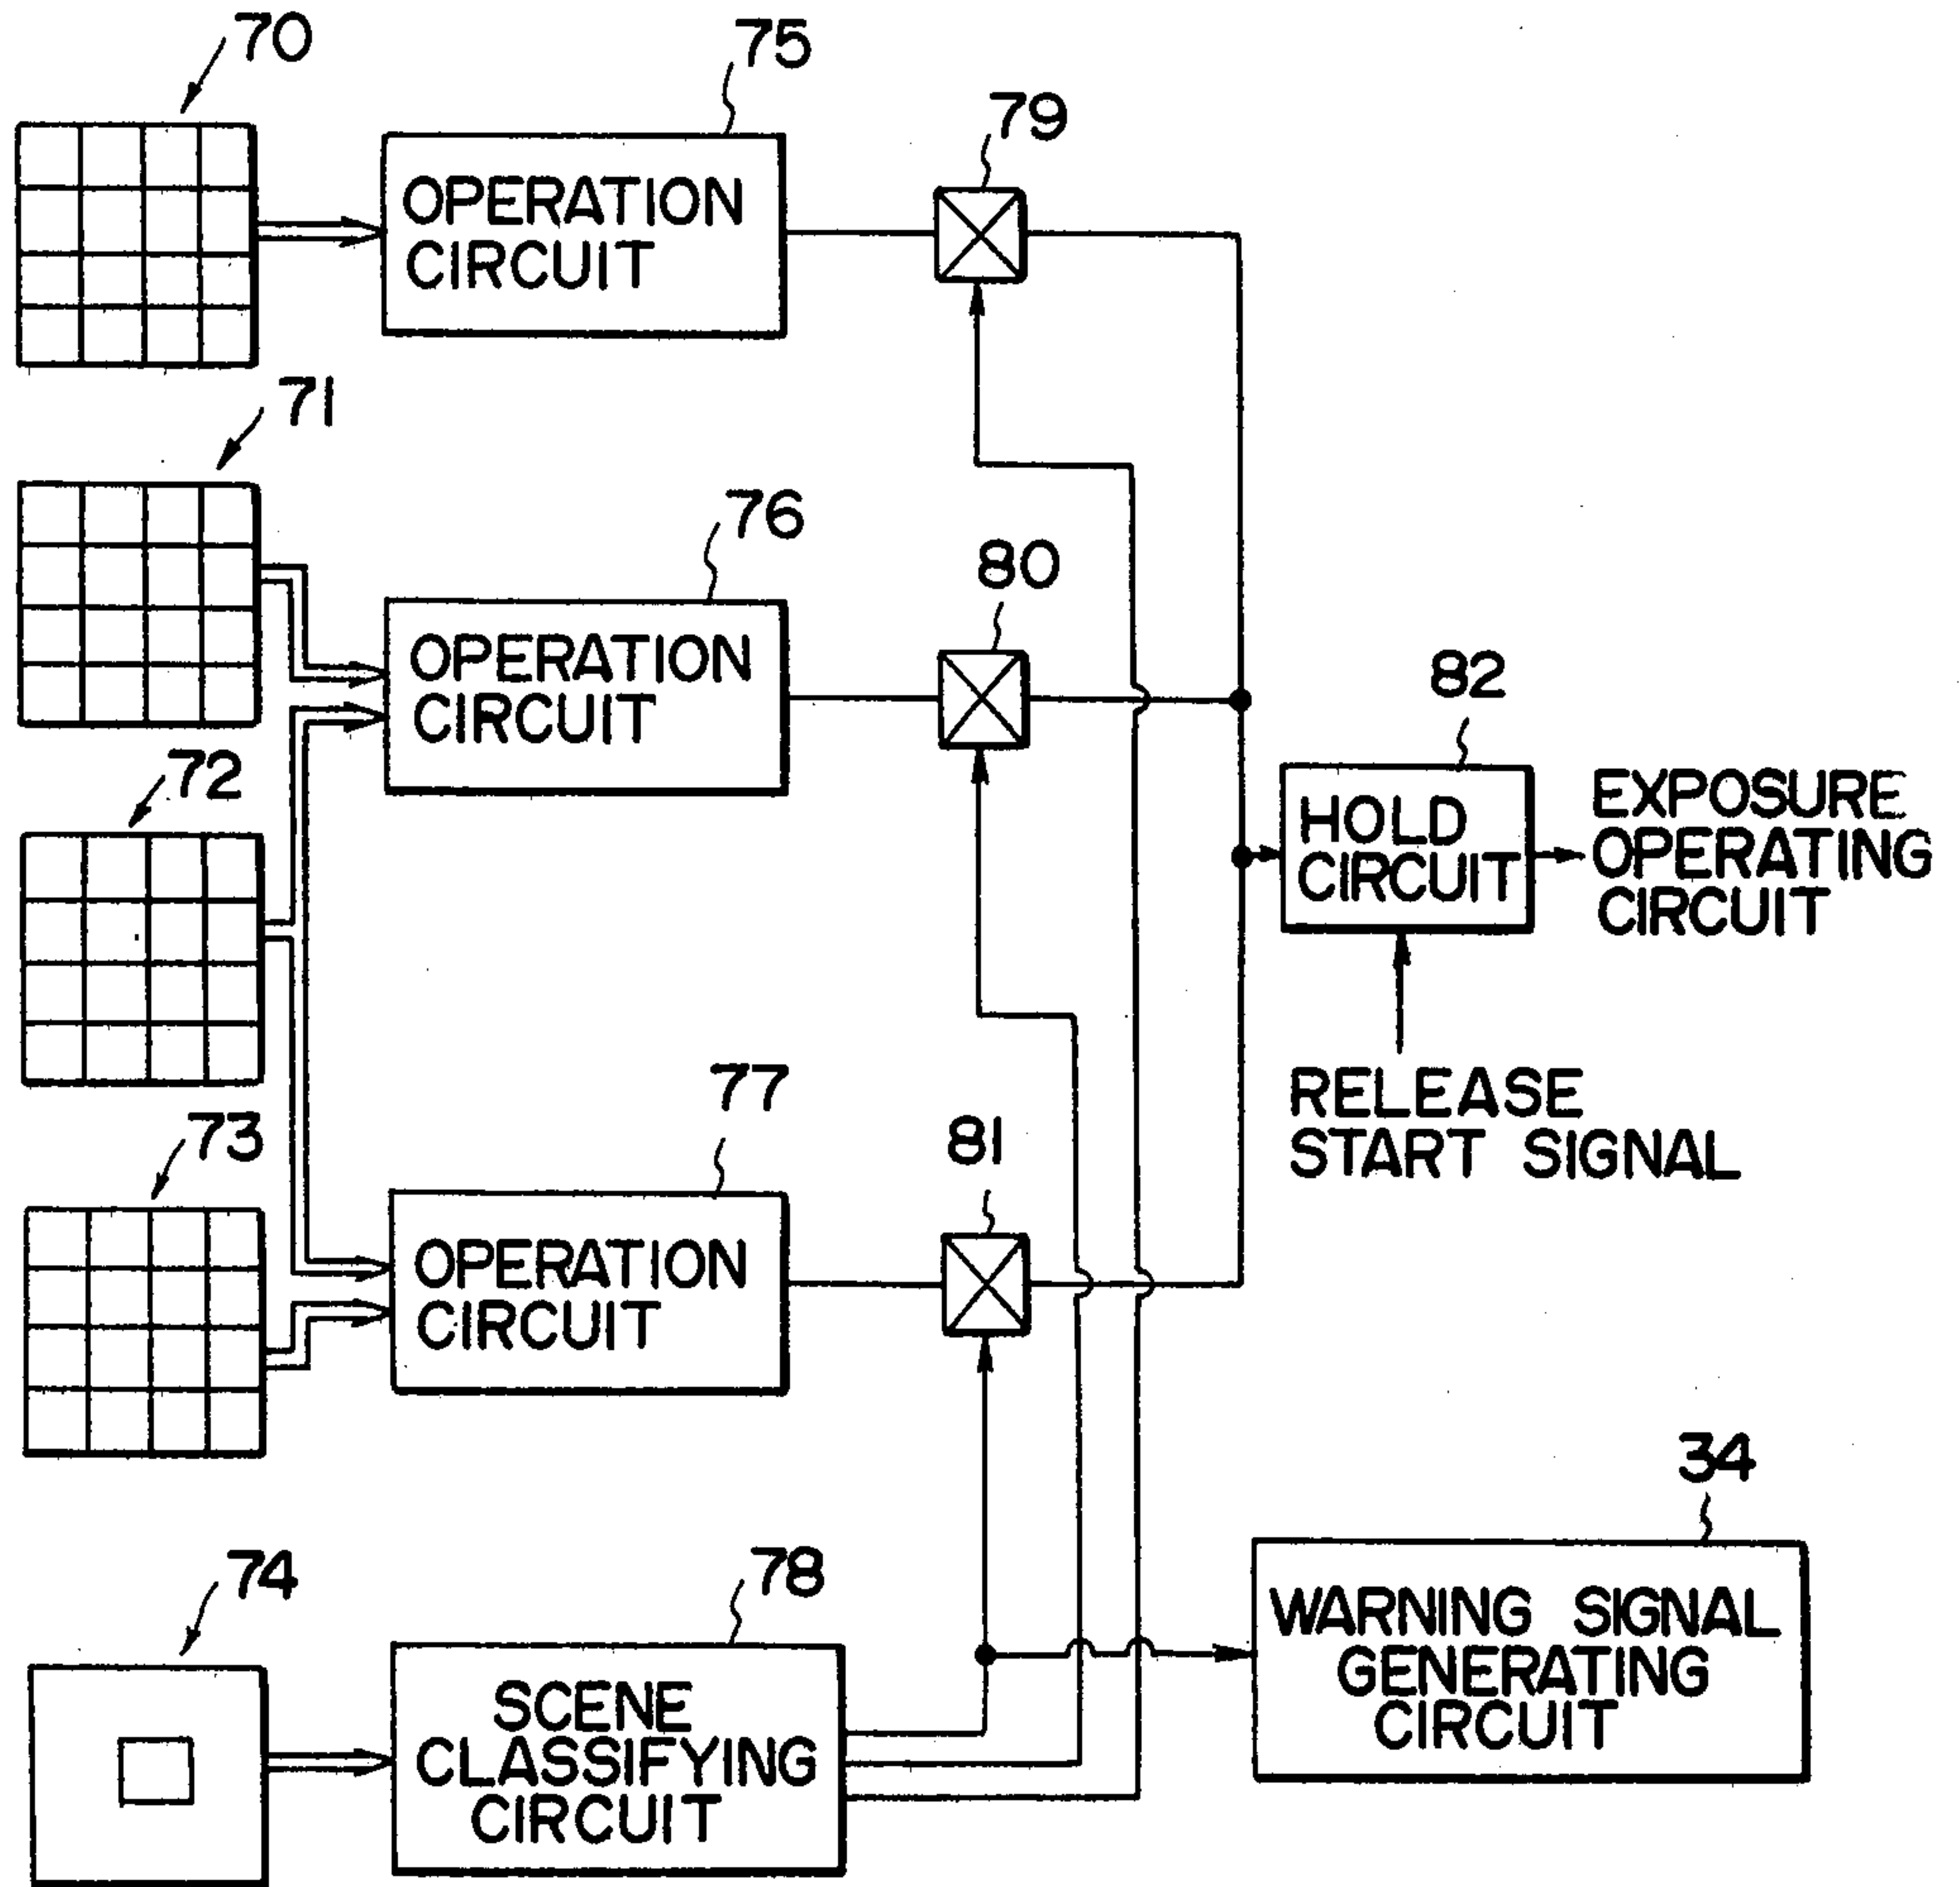 70
75
79
OPERATION
CIRCUIT
71
76
80
OPERATION
CIRCUIT
82
72
HOLD
CIRCUIT
EXPOSURE
OPERATING
CIRCUIT
RELEASE
START SIGNAL
73
77
81
OPERATION
CIRCUIT
34
74
78
WARNING SIGNAL
GENERATING
CIRCUIT
SCENE
CLASSIFYING
CIRCUIT